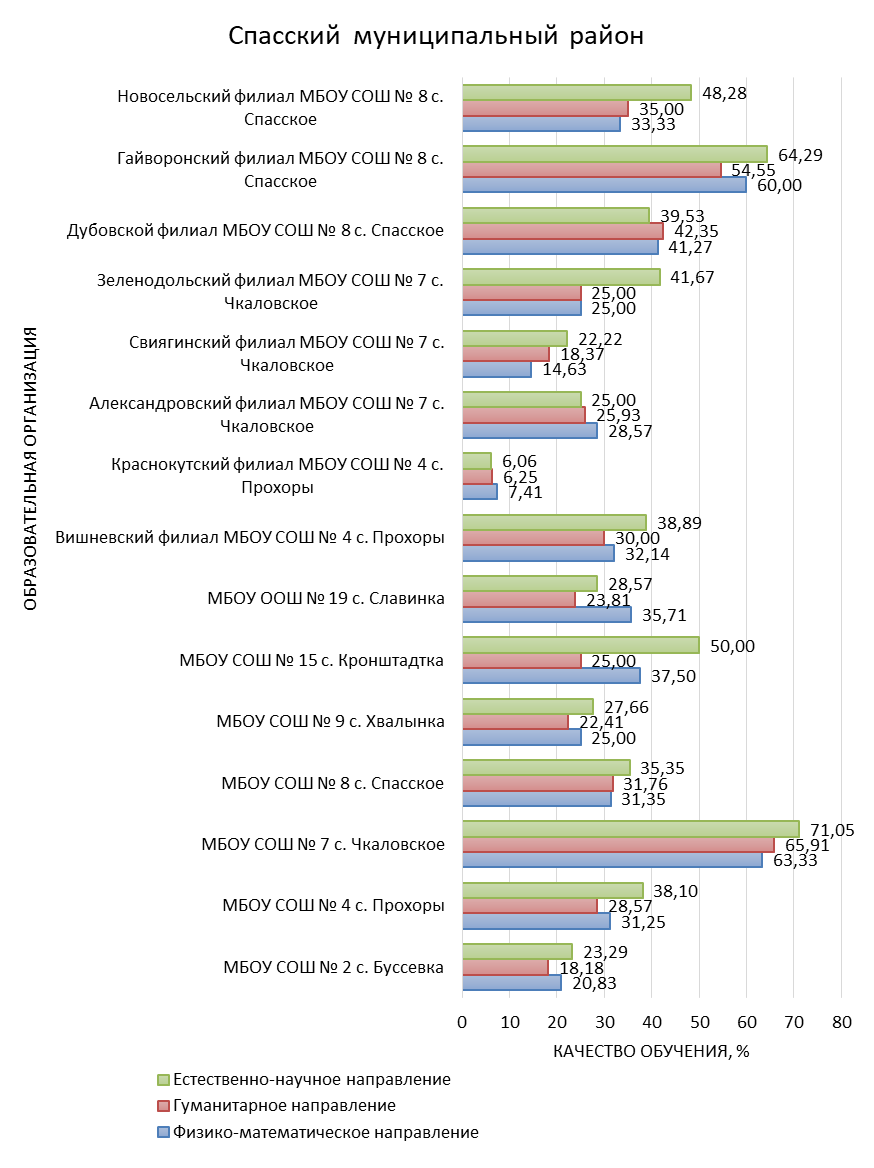 Спасский муниципальный район
Новосельский филиал МБОУ СОШ № 8 с.
Спасское
48,28
35,00
33,33
Гайворонский филиал МБОУ СОШ № 8 с.
Спасское
64,29
54,55
60,00
Дубовской филиал МБОУ СОШ № 8 с. Спасское
39,53
42,35
41,27
Зеленодольский филиал МБОУ СОШ № 7 с.
Чкаловское
41,67
25,00
25,00
Свиягинский филиал МБОУ СОШ № 7 с.
Чкаловское
22,22
18,37
14,63
Александровский филиал МБОУ СОШ № 7 с.
Чкаловское
25,00
25,93
28,57
Краснокутский филиал МБОУ СОШ № 4 с.
Прохоры
6,06
6,25
7,41
Вишневский филиал МБОУ СОШ № 4 с. Прохоры
38,89
30,00
32,14
МБОУ ООШ № 19 с. Славинка
28,57
23,81
35,71
МБОУ СОШ № 15 с. Кронштадтка
50,00
25,00
37,50
МБОУ СОШ № 9 с. Хвалынка
27,66
22,41
25,00
МБОУ СОШ № 8 с. Спасское
35,35
31,76
31,35
МБОУ СОШ № 7 с. Чкаловское
71,05
65,91
63,33
МБОУ СОШ № 4 с. Прохоры
38,10
28,57
31,25
МБОУ СОШ № 2 с. Буссевка
23,29
18,18
20,83
ОБРАЗОВАТЕЛЬНАЯ ОРГАНИЗАЦИЯ
0 10 20 30 40 50 60 70 80
КАЧЕСТВО ОБУЧЕНИЯ, %
Естественно-научное направление
Гуманитарное направление
Физико-математическое направление